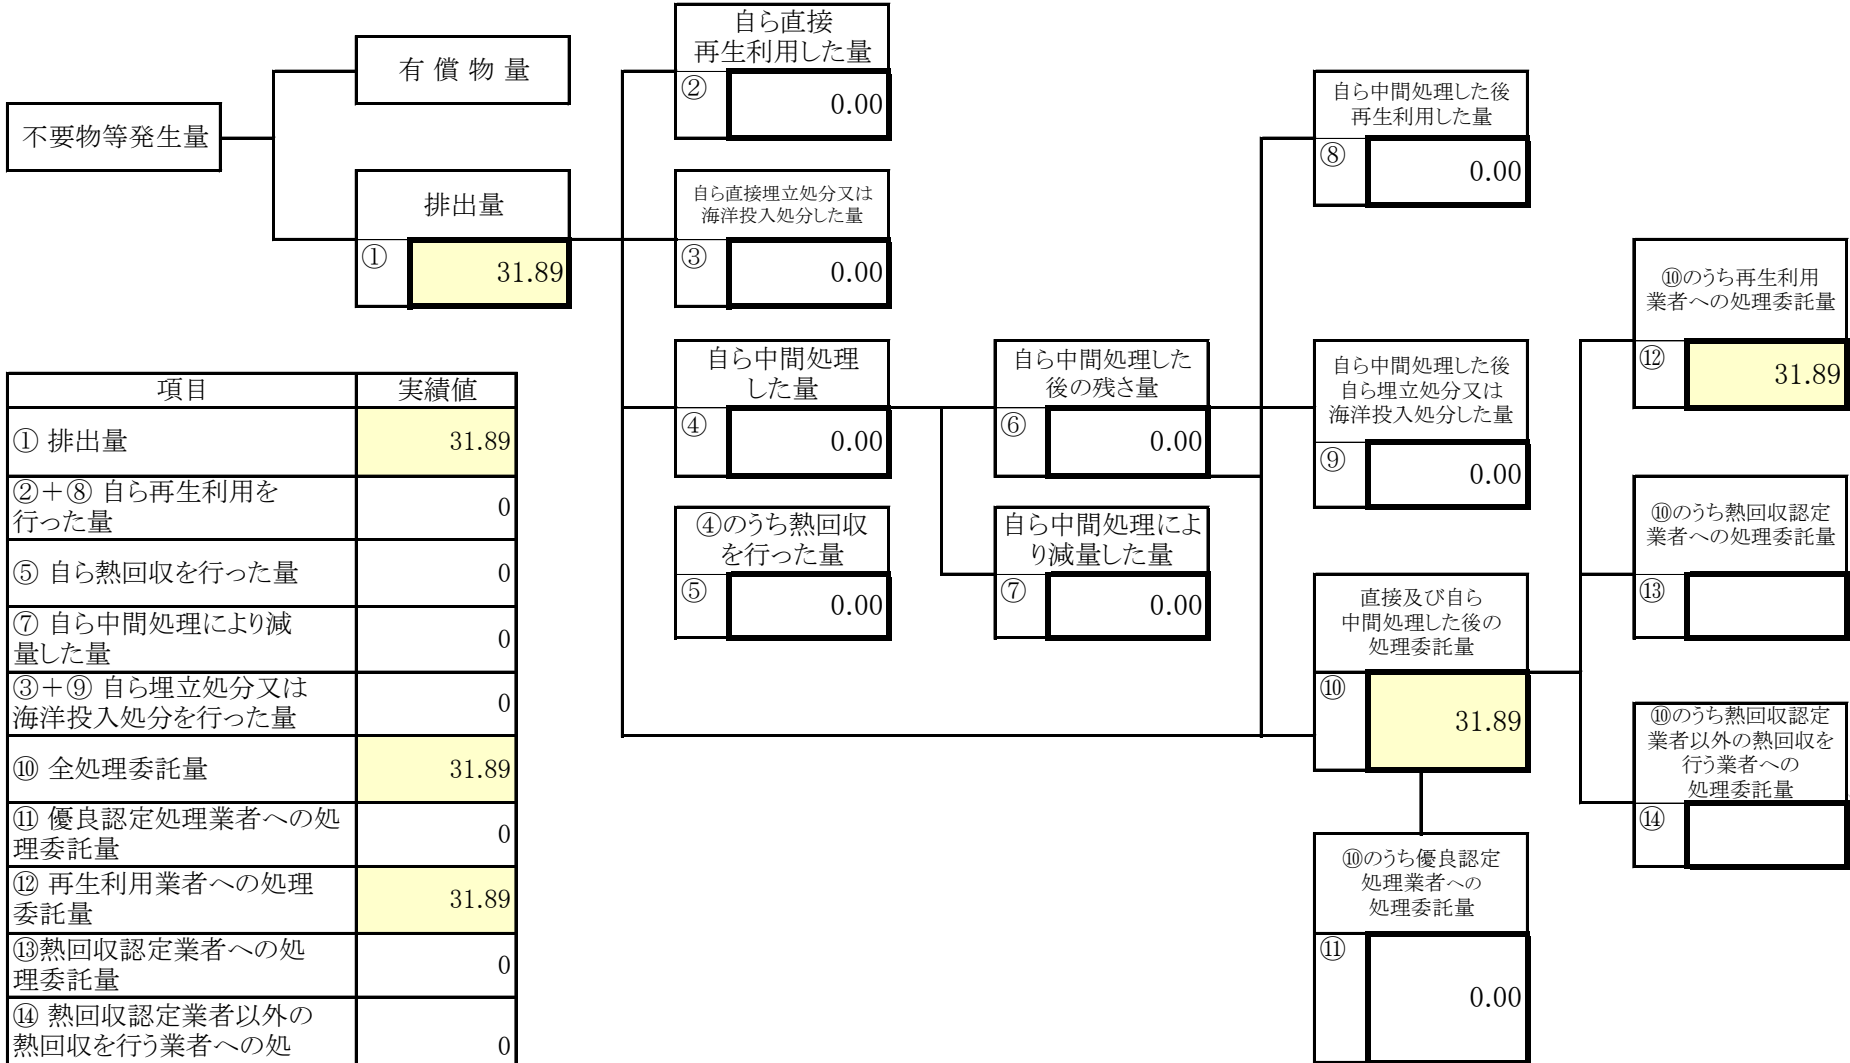 不要物等発生量
有 償 物 量
排出量
①
31.89
自ら直接
再生利用した量
②
0.00
自ら直接埋立処分又は
海洋投入処分した量
③
0.00
自ら中間処理
した量
④
0.00
④のうち熱回収
を行った量
⑤
0.00
自ら中間処理した
後の残さ量
⑥
0.00
自ら中間処理によ
り減量した量
⑦
0.00
自ら中間処理した後
再生利用した量
⑧
0.00
自ら中間処理した後
自ら埋立処分又は
海洋投入処分した量
⑨
0.00
直接及び自ら
中間処理した後の
処理委託量
⑩
31.89
⑩のうち優良認定
処理業者への
処理委託量
⑪
0.00
⑩のうち再生利用
業者への処理委託量
⑫
31.89
⑩のうち熱回収認定
業者への処理委託量
⑬
⑩のうち熱回収認定
業者以外の熱回収を
行う業者への
処理委託量
⑭
項目 実績値
① 排出量 31.89
②+⑧ 自ら再生利用を
行った量 0
⑤ 自ら熱回収を行った量 0
⑦ 自ら中間処理により減
量した量 0
③+⑨ 自ら埋立処分又は
海洋投入処分を行った量 0
⑩ 全処理委託量 31.89
⑪ 優良認定処理業者への処
理委託量 0
⑫ 再生利用業者への処理
委託量 31.89
⑬熱回収認定業者への処
理委託量 0
⑭ 熱回収認定業者以外の
熱回収を行う業者への処 0